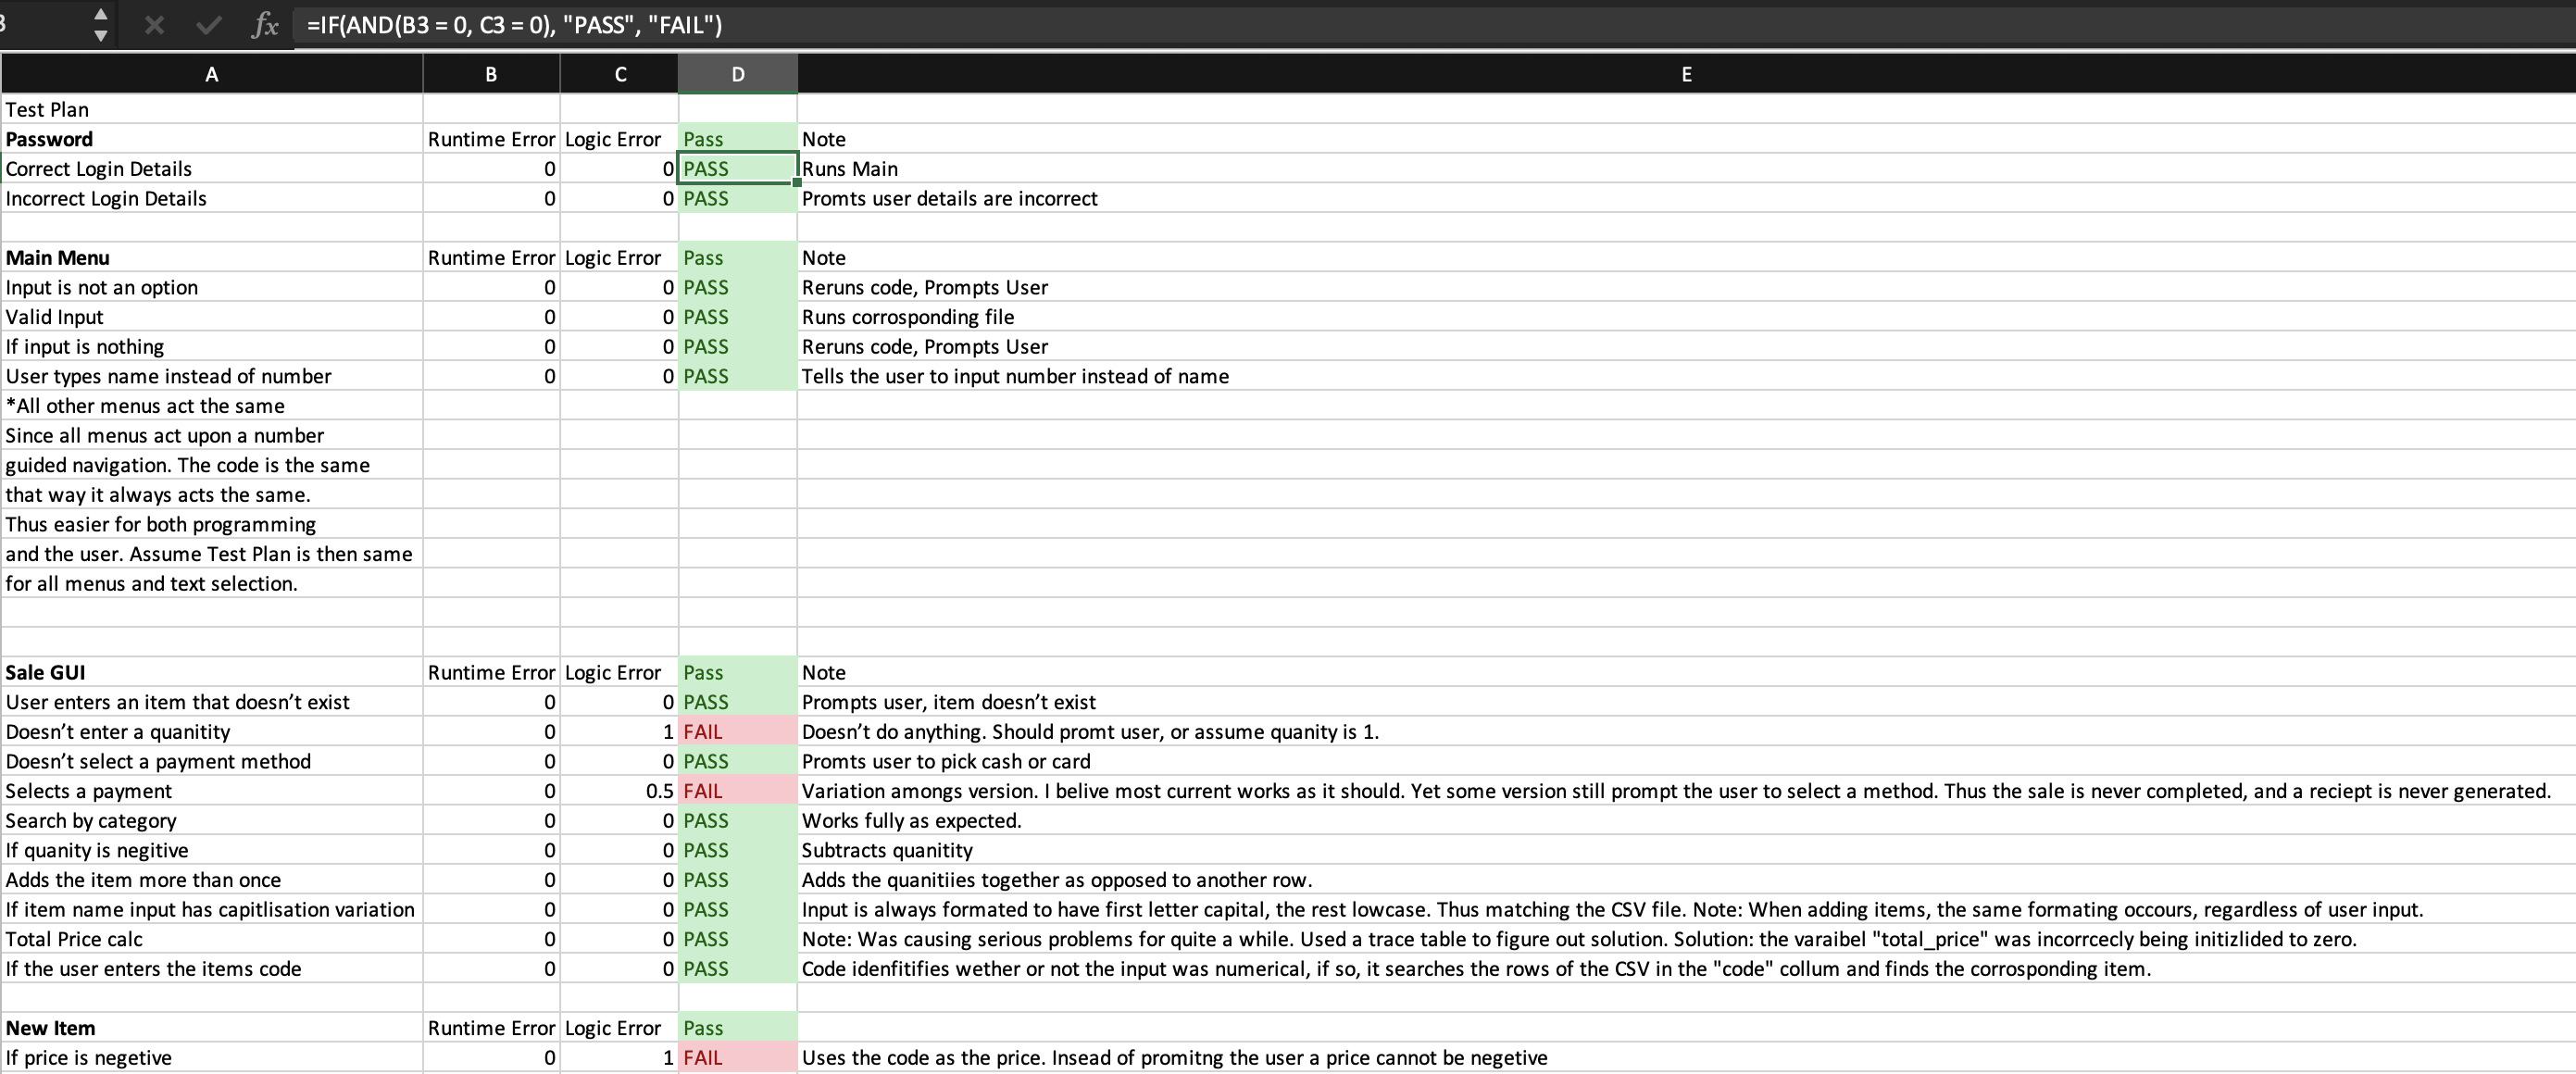 fx =IF(AND(B3 = 0, C3 = 0), "PASS", "FAIL")
A B C D E
Test Plan
Password Runtime Error Logic Error Pass Note
Correct Login Details 0 0 PASS Runs Main
Incorrect Login Details 0 0 PASS Promts user details are incorrect
Main Menu Runtime Error Logic Error Pass Note
Input is not an option 0 0 PASS Reruns code, Prompts User
Valid Input 0 0 PASS Runs corrosponding file
If input is nothing 0 0 PASS Reruns code, Prompts User
User types name instead of number 0 0 PASS Tells the user to input number instead of name
*All other menus act the same
Since all menus act upon a number
guided navigation. The code is the same
that way it always acts the same.
Thus easier for both programming
and the user. Assume Test Plan is then same
for all menus and text selection.
Sale GUI Runtime Error Logic Error Pass Note
User enters an item that doesn’t exist 0 0 PASS Prompts user, item doesn’t exist
Doesn’t enter a quanitity 0 1 FAIL Doesn’t do anything. Should promt user, or assume quanity is 1.
Doesn’t select a payment method 0 0 PASS Promts user to pick cash or card
Selects a payment 0 0.5 FAIL Variation amongs version. I belive most current works as it should. Yet some version still prompt the user to select a method. Thus the sale is never completed, and a reciept is never generated.
Search by category 0 0 PASS Works fully as expected.
If quanity is negitive 0 0 PASS Subtracts quanitity
Adds the item more than once 0 0 PASS Adds the quanitiies together as opposed to another row.
If item name input has capitlisation variation 0 0 PASS Input is always formated to have first letter capital, the rest lowcase. Thus matching the CSV file. Note: When adding items, the same formating occours, regardless of user input.
Total Price calc 0 0 PASS Note: Was causing serious problems for quite a while. Used a trace table to figure out solution. Solution: the varaibel "total_price" was incorrcecly being initizlided to zero.
If the user enters the items code 0 0 PASS Code idenfitifies wether or not the input was numerical, if so, it searches the rows of the CSV in the "code" collum and finds the corrosponding item.
New Item Runtime Error Logic Error Pass
If price is negetive 0 1 FAIL Uses the code as the price. Insead of promitng the user a price cannot be negetive